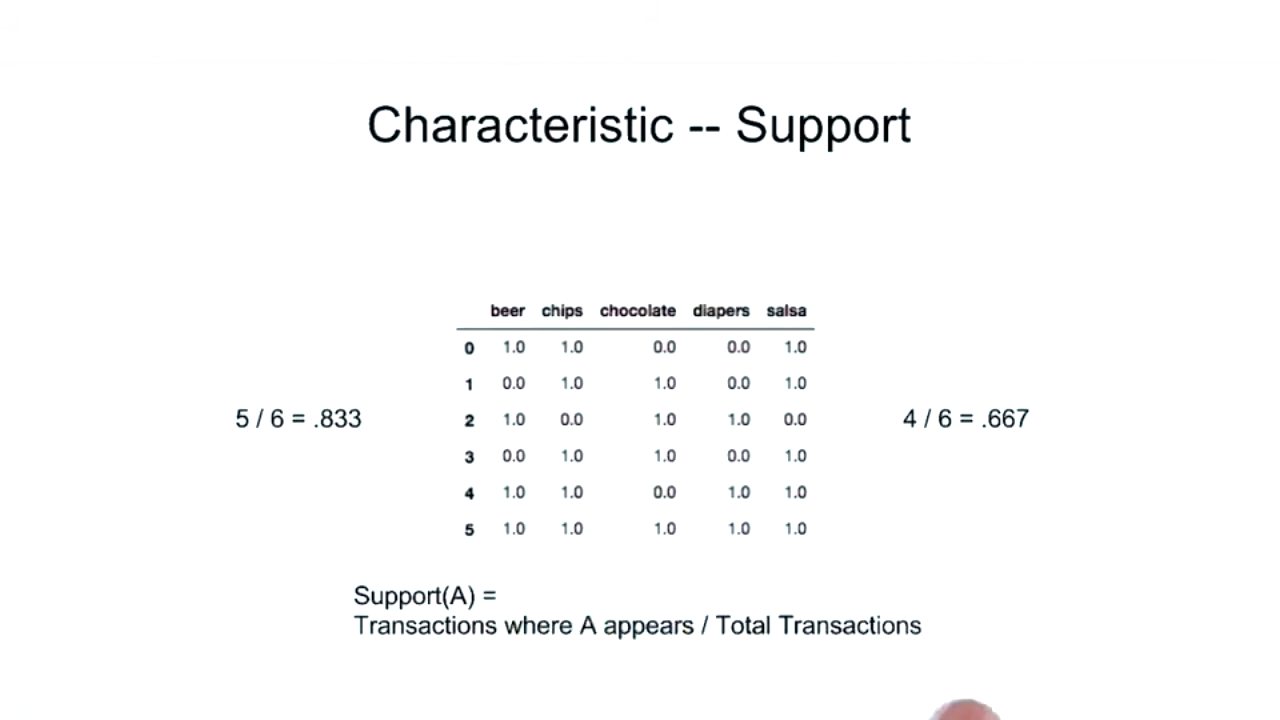 Characteristic -- Support
beer chips chocolate diapers salsa
0 1.0 1.0 0.0 0.0 1.0
1 0.0 1.0 1.0 0.0 1.0
5 / 6 = .833
2 1.0 0.0 1.0 1.0 0.0
4 / 6 = .667
3 0.0 1.0 1.0 0.0 1.0
4 1.0 1.0 0.0 1.0 1.0
5 1.0 1.0 1.0 1.0 1.0
Support(A) =
Transactions where A appears / Total Transactions